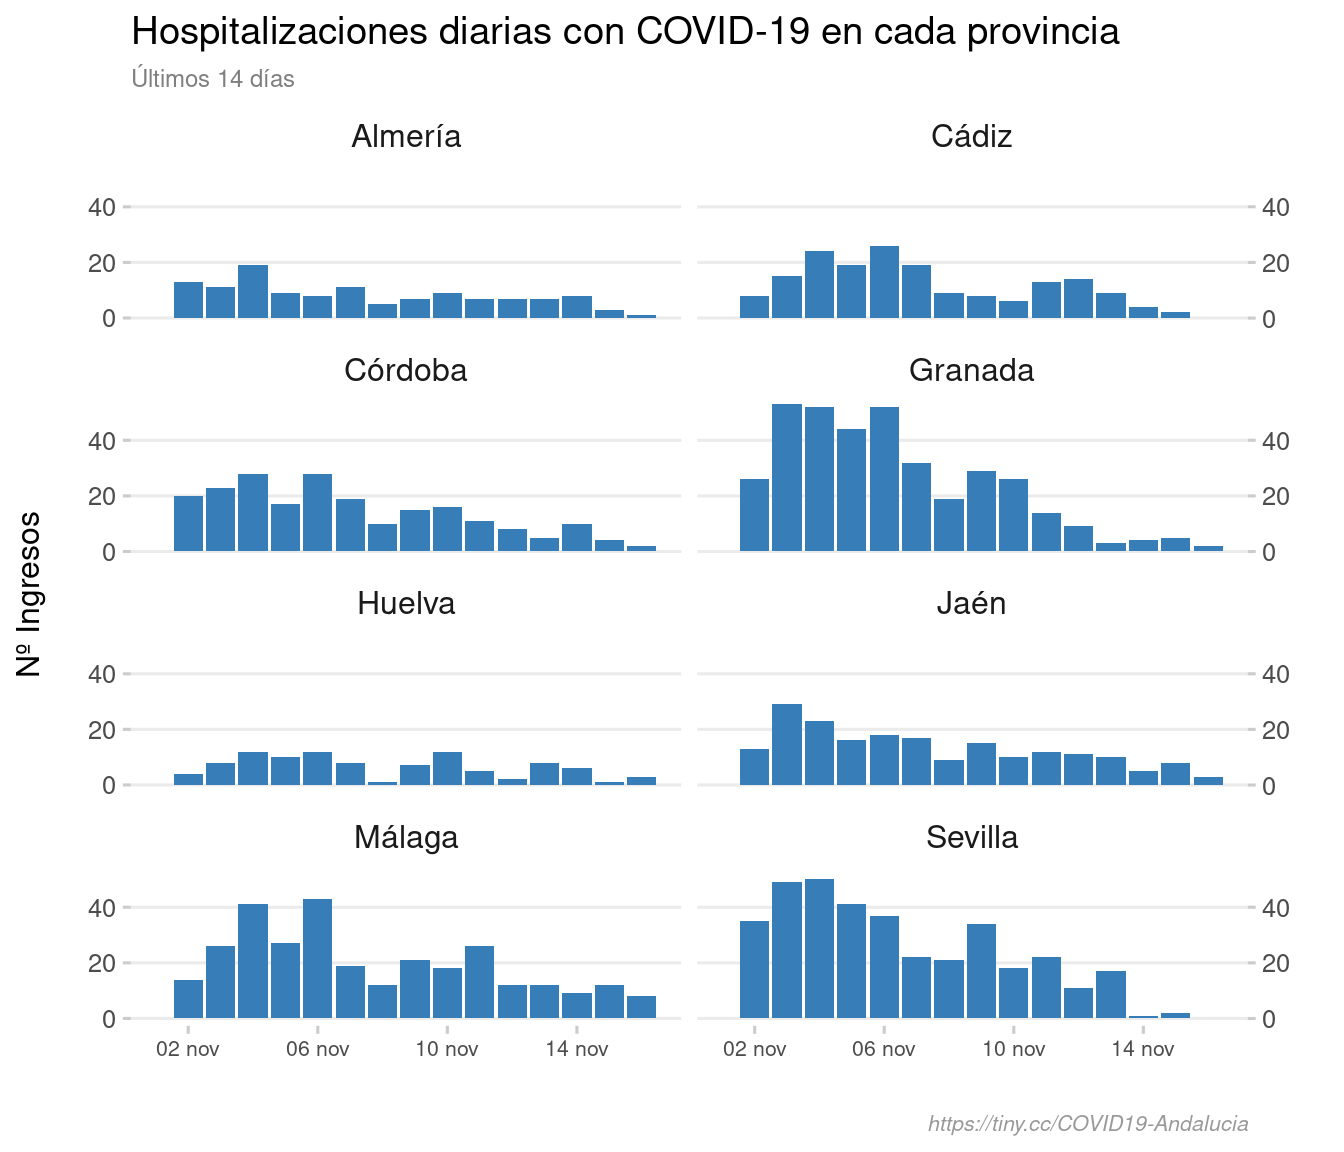 Hospitalizaciones diarias con COVID-19 en cada provincia
Últimos 14 días
Almería
Cádiz
40
20
0
40
20
0
Córdoba
Granada
40
20
0
40
20
0
Nº Ingresos
Huelva
Jaén
40
20
0
40
20
0
Málaga
Sevilla
40
20
0
40
20
0
02 nov 06 nov 10 nov 14 nov
02 nov 06 nov 10 nov 14 nov
https://tiny.cc/COVID19-Andalucia